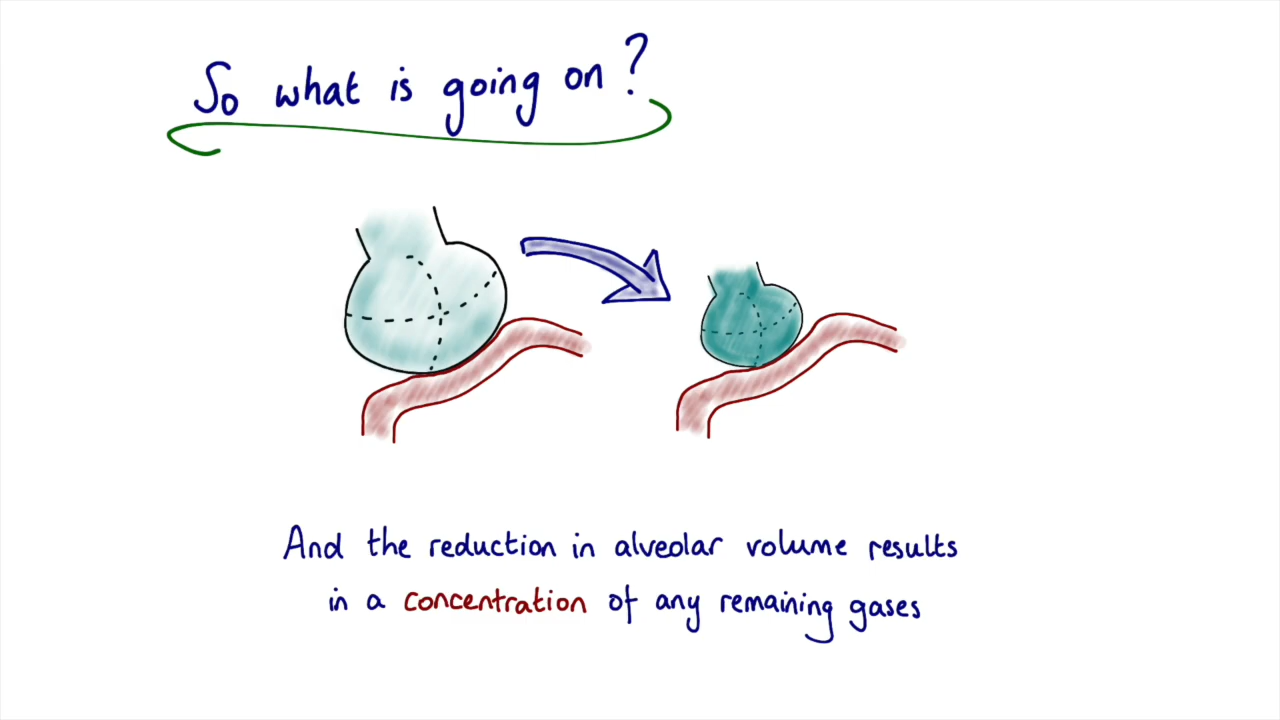 So what is going on?
And the reduction in alveolar volume results
in a concentration of any remaining gases